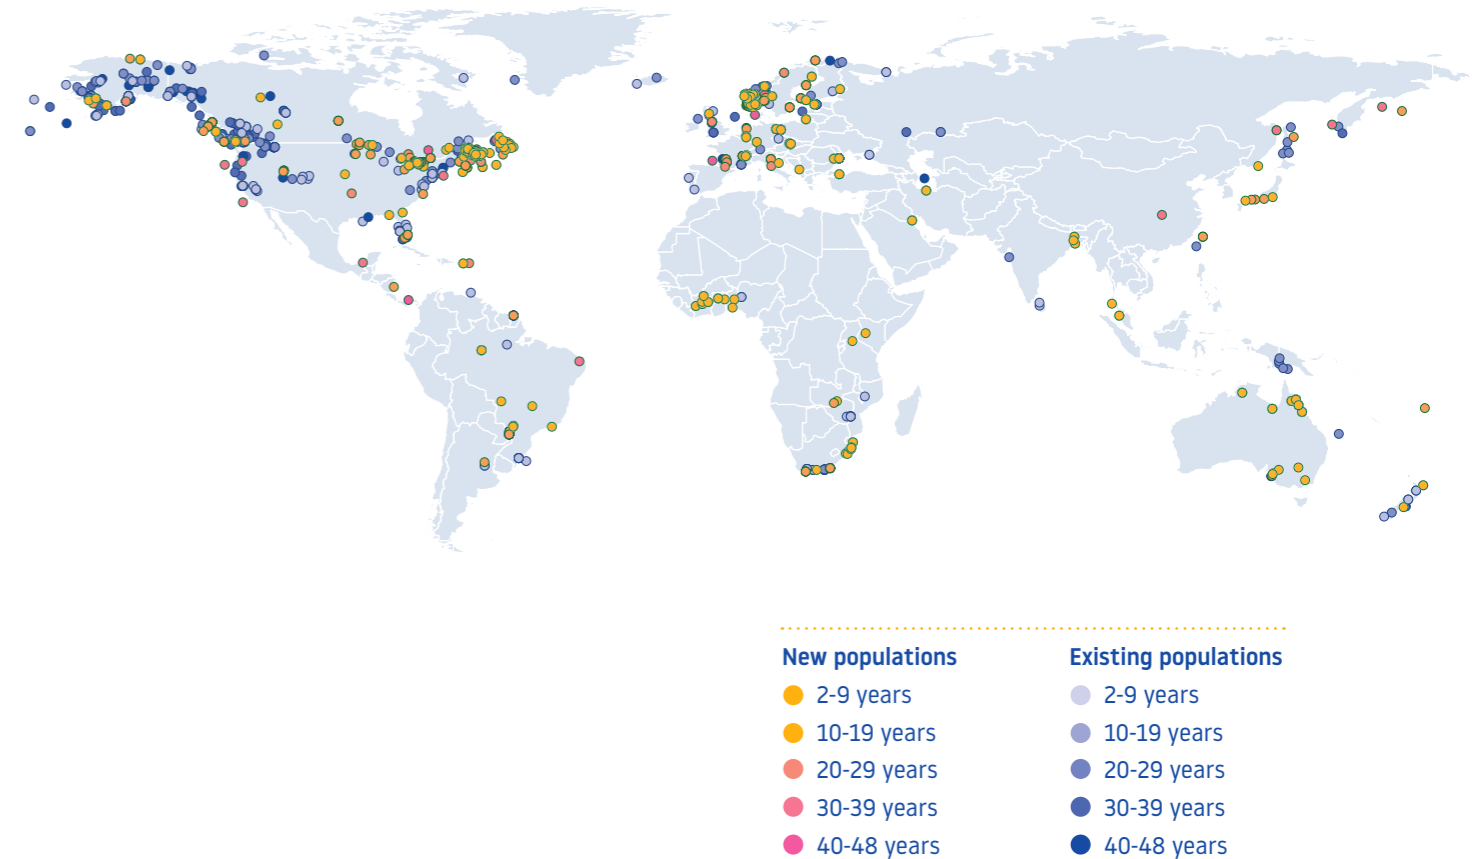 New populations
2-9 years
10-19 years
20-29 years
30-39 years
40-48 years
Existing populations
2-9 years
10-19 years
20-29 years
30-39 years
40-48 years